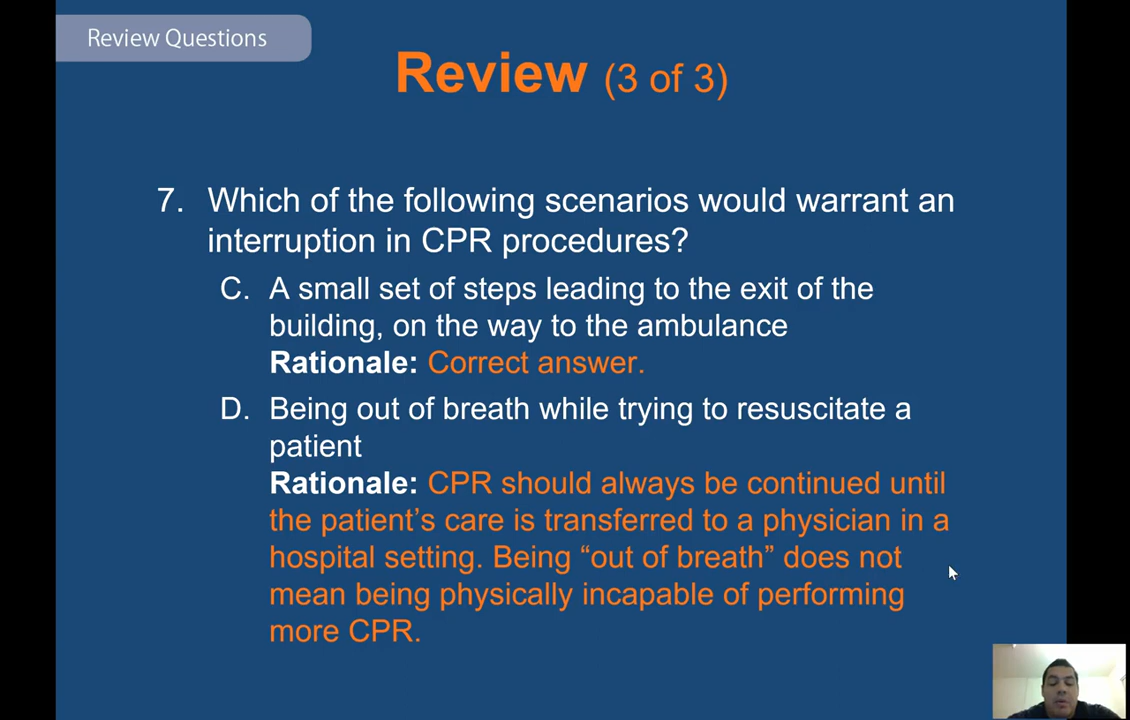 Review Questions
Review (3 of 3)
7. Which of the following scenarios would warrant an
interruption in CPR procedures?
C. A small set of steps leading to the exit of the
building, on the way to the ambulance
Rationale: Correct answer.
D. Being out of breath while trying to resuscitate a
patient
Rationale: CPR should always be continued until
the patient’s care is transferred to a physician in a
hospital setting. Being “out of breath” does not
mean being physically incapable of performing
more CPR.